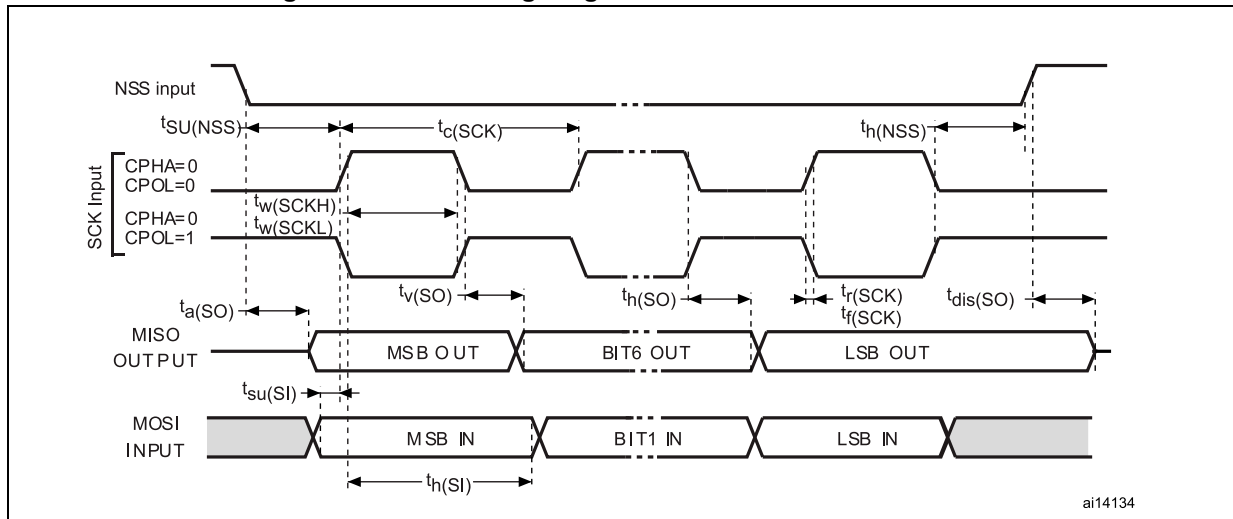 NSS input
tSU(NSS)
tc(SCK)
th(NSS)
SCK Input
CPHA=0
CPOL=0
tw(SCKH)
CPHA=0
tw(SCKL)
CPOL=1
tv(SO)
th(SO)
tr(SCK)
tf(SCK)
tdis(SO)
ta(SO)
MISO
OUTPUT
MSB OUT
BIT6 OUT
LSB OUT
tsu(SI)
MOSI
INPUT
MSB IN
BIT1 IN
LSB IN
th(SI)
ai14134